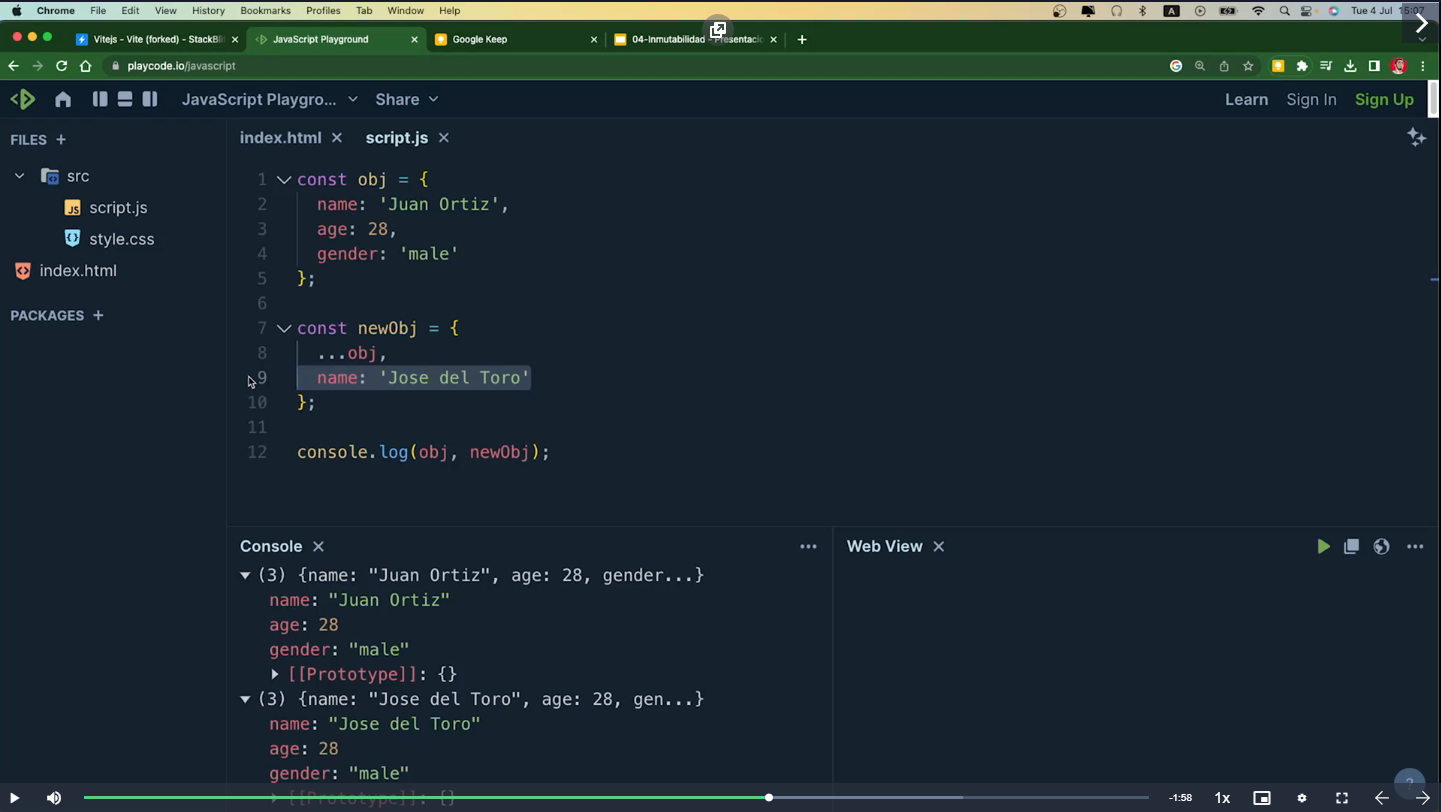 Chrome File Edit View History Bookmarks Profiles Tab Window Help
A
Tue 4 Jul 15:07
Vitejs - Vite (forked) - StackBli
JavaScript Playground
Google Keep
04-Inmutabilidad - Presentacio
playcode.io/javascript
JavaScript Playgro...
Share
Learn
Sign In
Sign Up
FILES +
index.html
script.js
src
script.js
style.css
index.html
PACKAGES +
1 const obj = {
2 name: 'Juan Ortiz',
3 age: 28,
4 gender: 'male'
5 };
6
7 const newObj = {
8 ...obj,
9 name: 'Jose del Toro'
10 };
11
12 console.log(obj, newObj);
Console
Web View
(3) {name: "Juan Ortiz", age: 28, gender...}
name: "Juan Ortiz"
age: 28
gender: "male"
[[Prototype]]: {}
(3) {name: "Jose del Toro", age: 28, gen...}
name: "Jose del Toro"
age: 28
gender: "male"
[[Prototype]]: {}
?
-1:58
1x